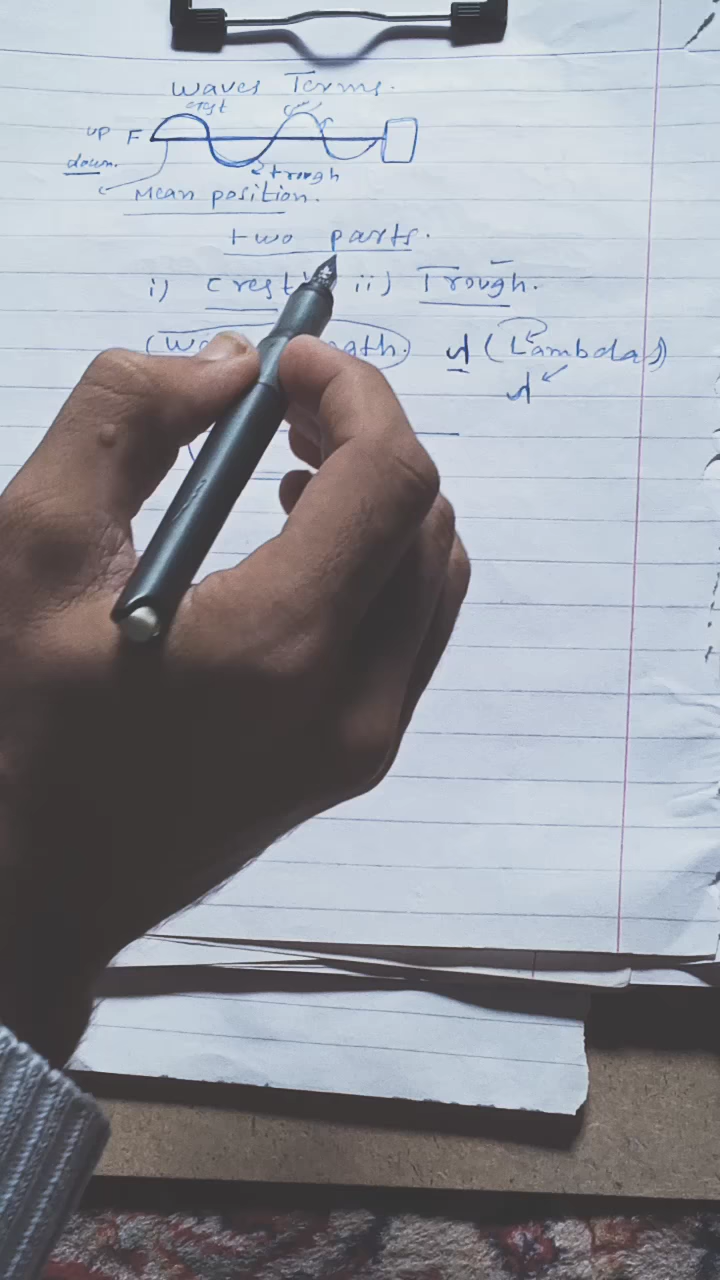 Waves Terms.
crest
up F
down.
trough
Mean position.
two parts.
i) crest ii) Trough.
(Lambda)